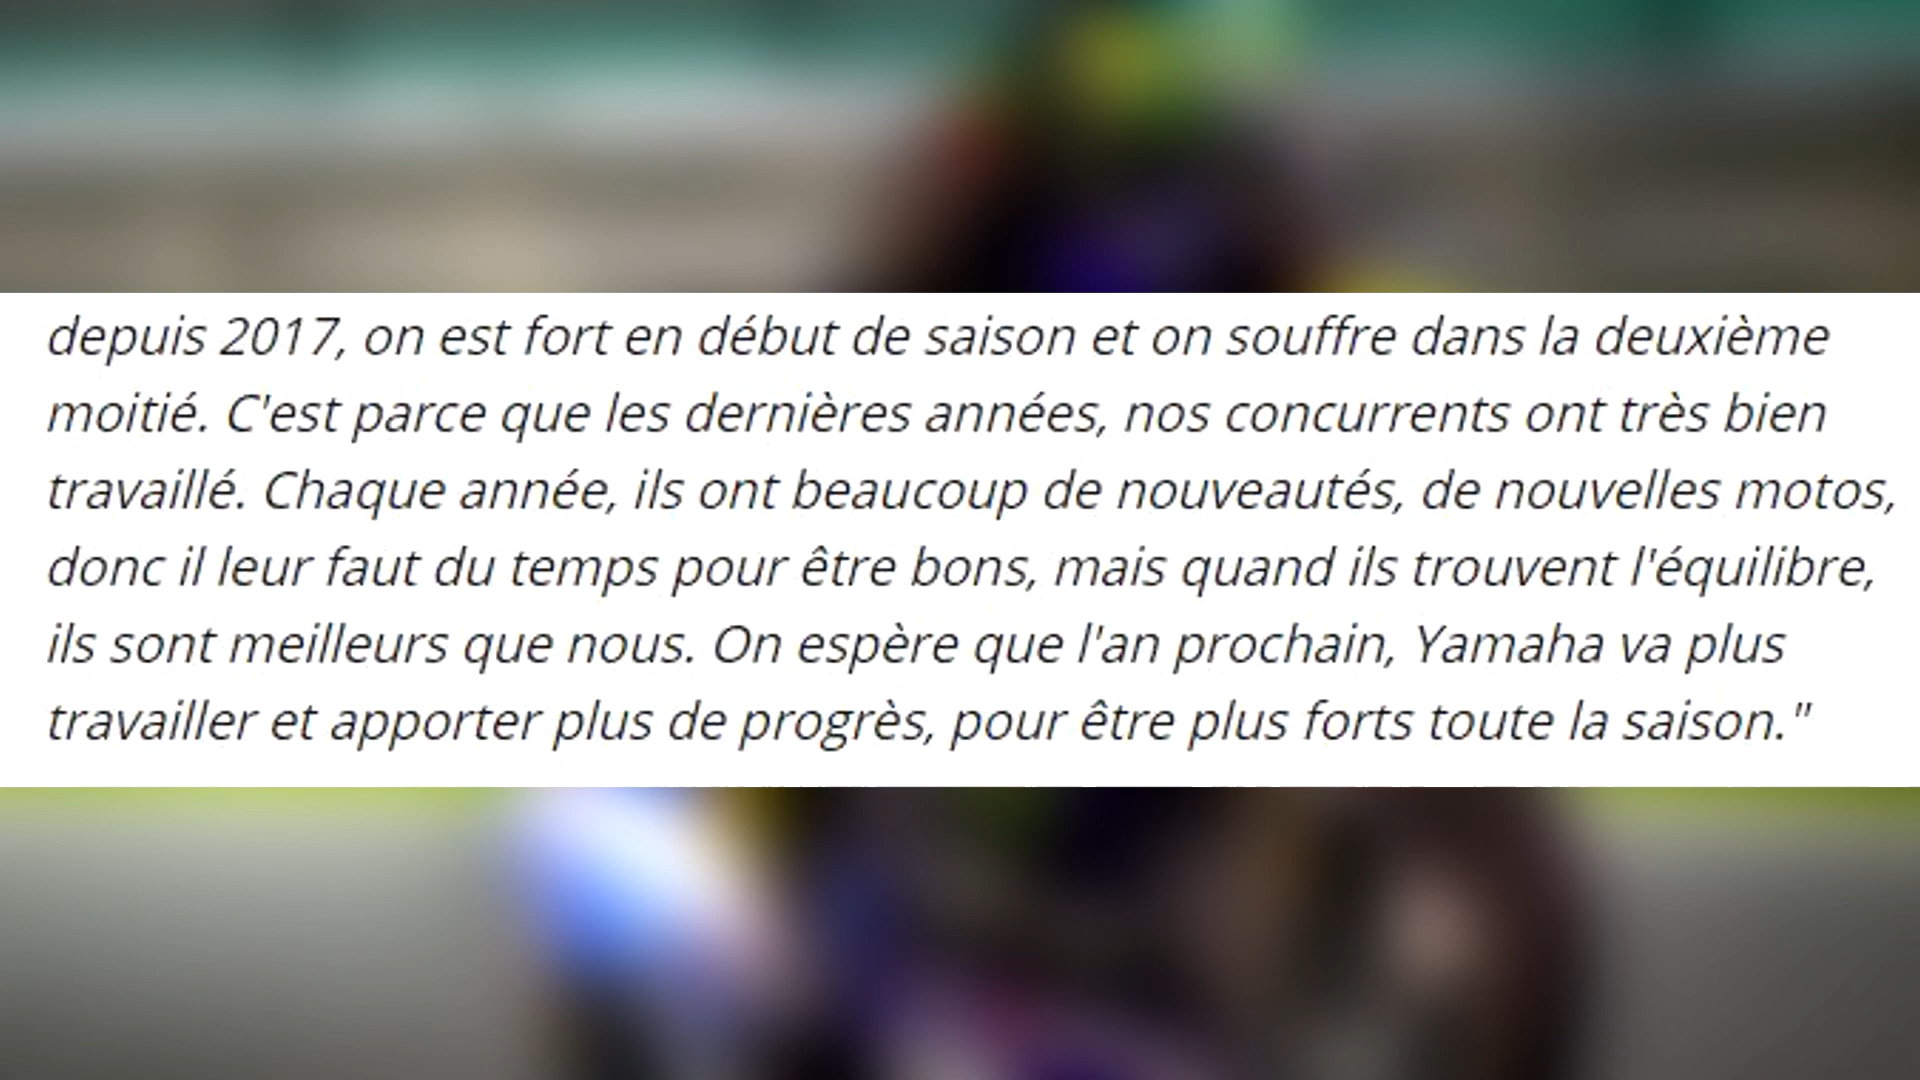 depuis 2017, on est fort en début de saison et on souffre dans la deuxième
moitié. C'est parce que les dernières années, nos concurrents ont très bien
travaillé. Chaque année, ils ont beaucoup de nouveautés, de nouvelles motos,
donc il leur faut du temps pour être bons, mais quand ils trouvent l'équilibre,
ils sont meilleurs que nous. On espère que l'an prochain, Yamaha va plus
travailler et apporter plus de progrès, pour être plus forts toute la saison."